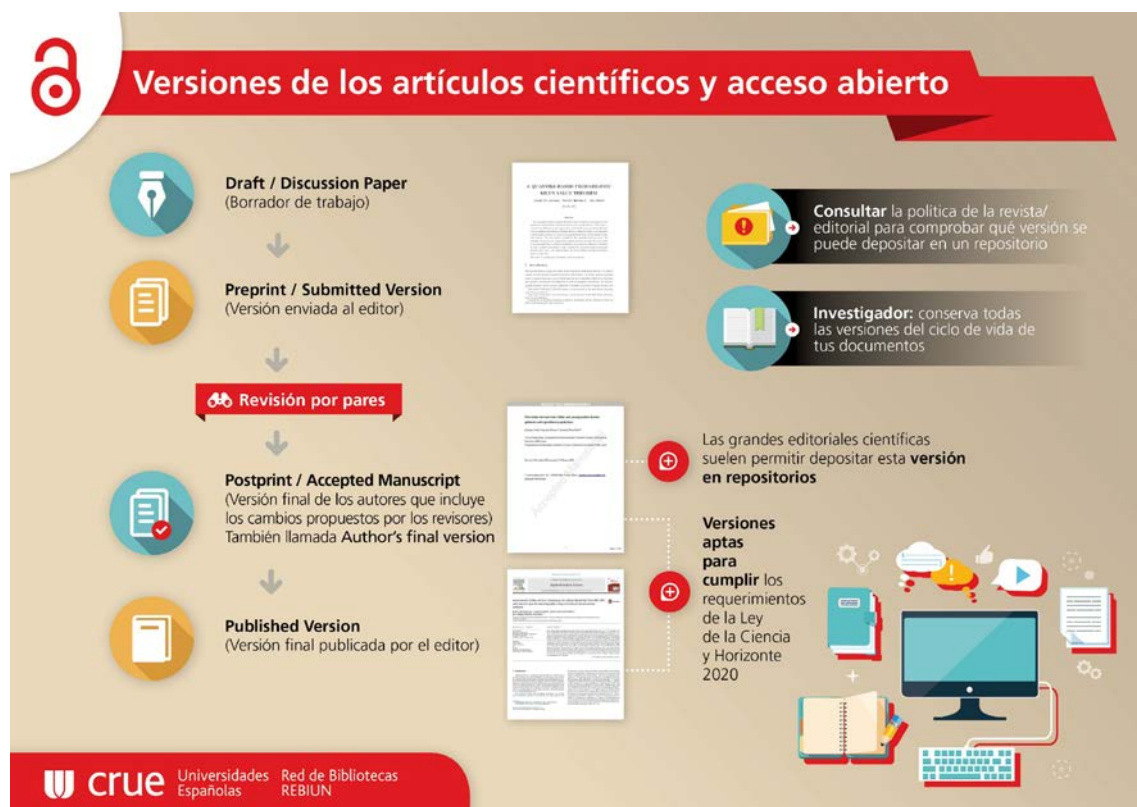 Versiones de los artículos científicos y acceso abierto
Draft / Discussion Paper
(Borrador de trabajo)
Preprint / Submitted Version
(Versión enviada al editor)
Revisión por pares
Postprint / Accepted Manuscript
(Versión final de los autores que incluye
los cambios propuestos por los revisores)
También llamada Author's final version
Published Version
(Versión final publicada por el editor)
Accepted Manuscript
Consultar la política de la revista/
editorial para comprobar qué versión se
puede depositar en un repositorio
Investigador: conserva todas
las versiones del ciclo de vida de
tus documentos
Las grandes editoriales científicas
suelen permitir depositar esta versión
en repositorios
Versiones
aptas
para
cumplir los
requerimientos
de la Ley
de la Ciencia
y Horizonte
2020
crue
Universidades
Españolas
Red de Bibliotecas
REBIUN